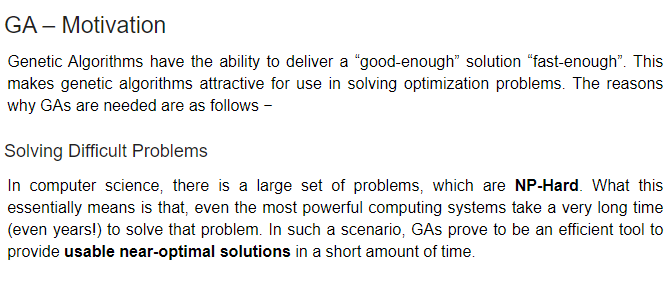 GA – Motivation
Genetic Algorithms have the ability to deliver a “good-enough” solution “fast-enough”. This
makes genetic algorithms attractive for use in solving optimization problems. The reasons
why GAs are needed are as follows −
Solving Difficult Problems
In computer science, there is a large set of problems, which are NP-Hard. What this
essentially means is that, even the most powerful computing systems take a very long time
(even years!) to solve that problem. In such a scenario, GAs prove to be an efficient tool to
provide usable near-optimal solutions in a short amount of time.